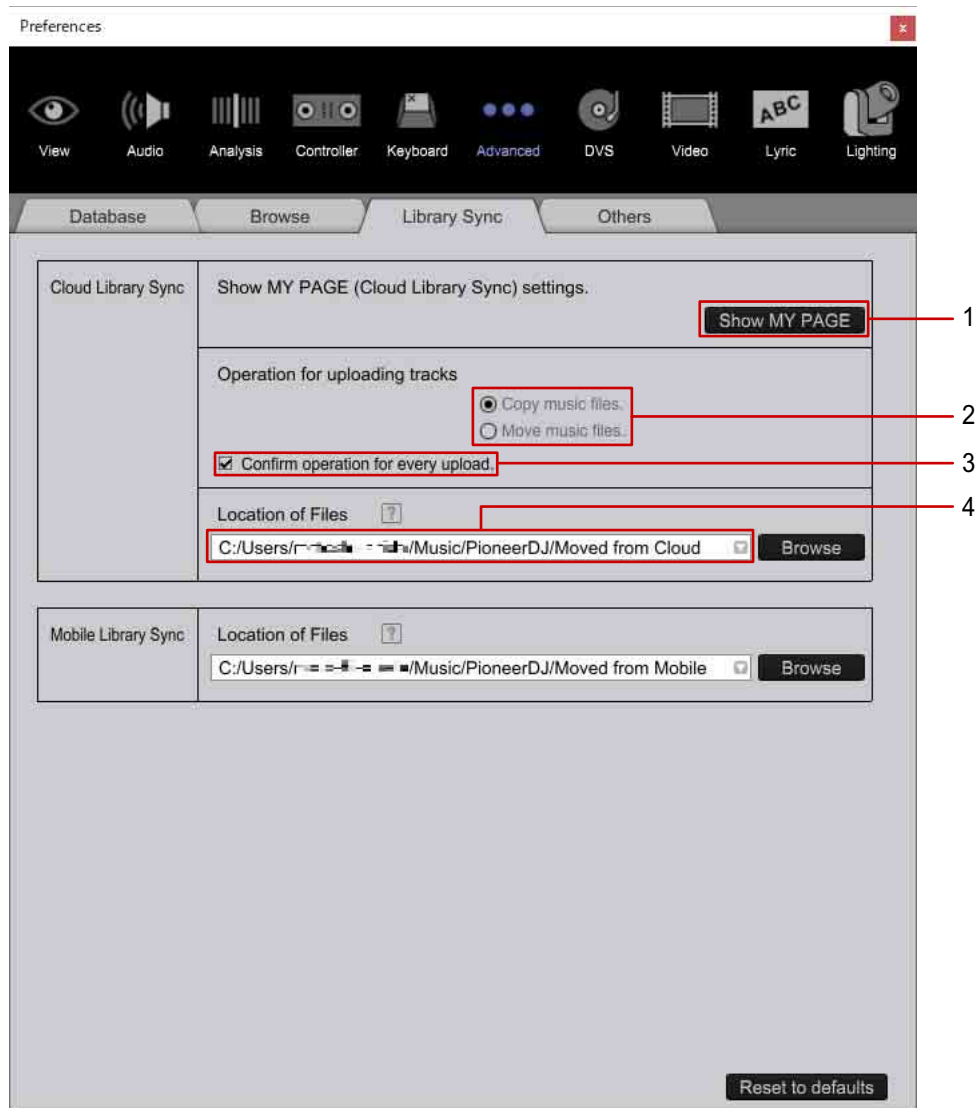 Preferences
x
View Audio Analysis Controller Keyboard Advanced DVS Video ABC Lyric Lighting
Database Browse Library Sync Others
Cloud Library Sync
Show MY PAGE (Cloud Library Sync) settings.
Show MY PAGE
1
Operation for uploading tracks
Copy music files.
Move music files.
2
Confirm operation for every upload.
3
Location of Files ?
4
C:/Users/ /Music/PioneerDJ/Moved from Cloud
Browse
Mobile Library Sync
Location of Files ?
C:/Users/ /Music/PioneerDJ/Moved from Mobile
Browse
Reset to defaults